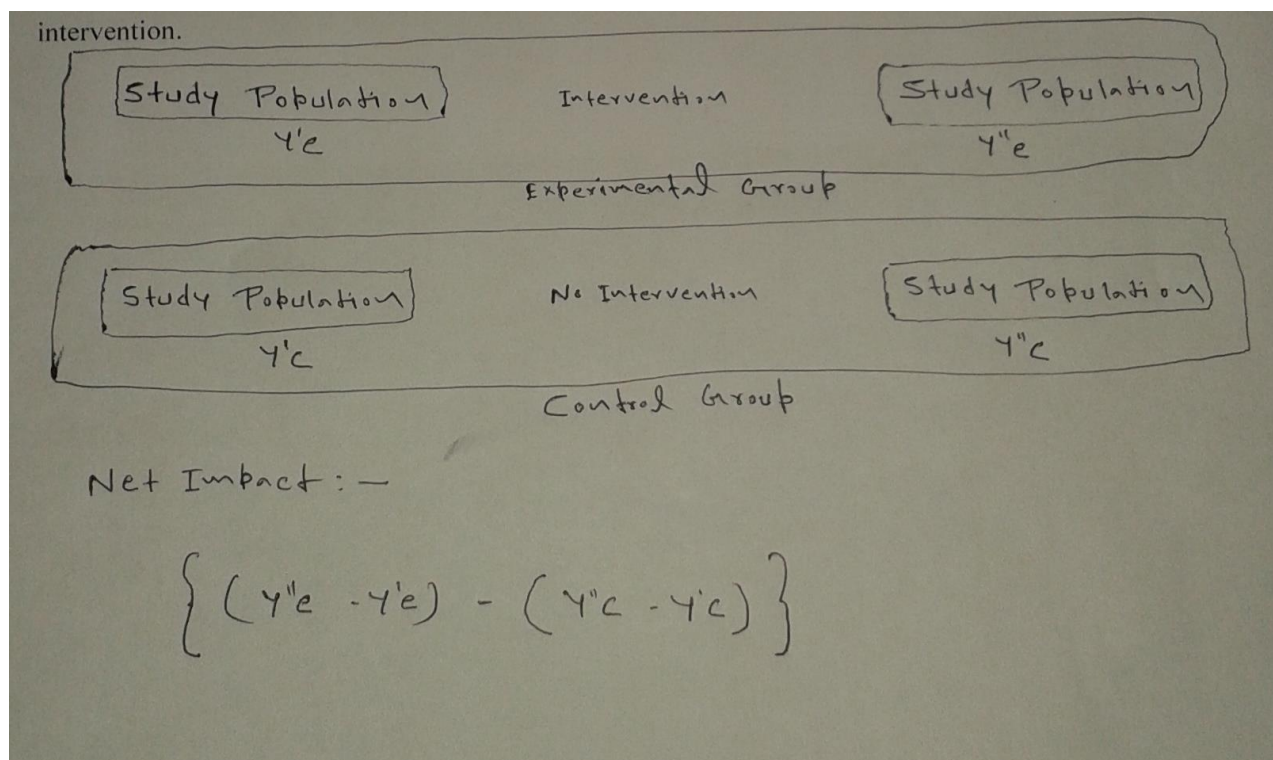 intervention.
Study Population Intervention Study Population
Y'e Y"e
Experimental Group
Study Population No Intervention Study Population
Y'c Y"c
Control Group
Net Impact :-
{(Y"e - Y'e) - (Y"c - Y'c)}